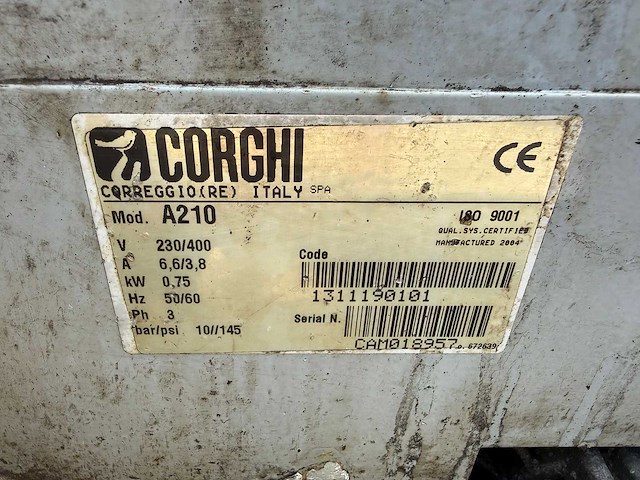 CORGHI
CE
CORREGGIO(RE) ITALY SPA
Mod. A210
ISO 9001
QUAL.SYS.CERTIFIED
MANUFACTURED 2004
V 230/400
A 6,6/3,8
kW 0,75
Hz 50/60
Ph 3
bar/psi 10//145
Code
1311190101
Serial N.
CAM018957
672639